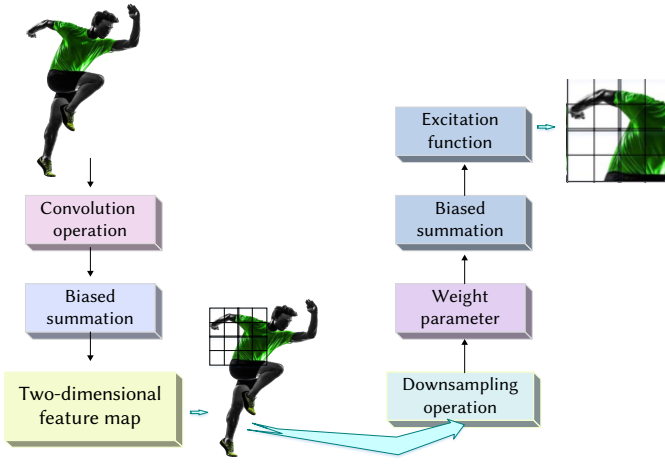 Convolution
operation
Biased
summation
Two-dimensional
feature map
Downsampling
operation
Weight
parameter
Biased
summation
Excitation
function